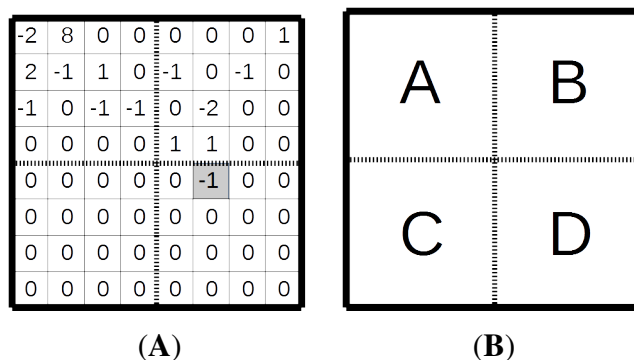 -2 8 0 0 0 0 0 1
2 -1 1 0 -1 0 -1 0
-1 0 -1 -1 0 -2 0 0
0 0 0 0 1 1 0 0
0 0 0 0 0 -1 0 0
0 0 0 0 0 0 0 0
0 0 0 0 0 0 0 0
0 0 0 0 0 0 0 0
(A)
A B
C D
(B)